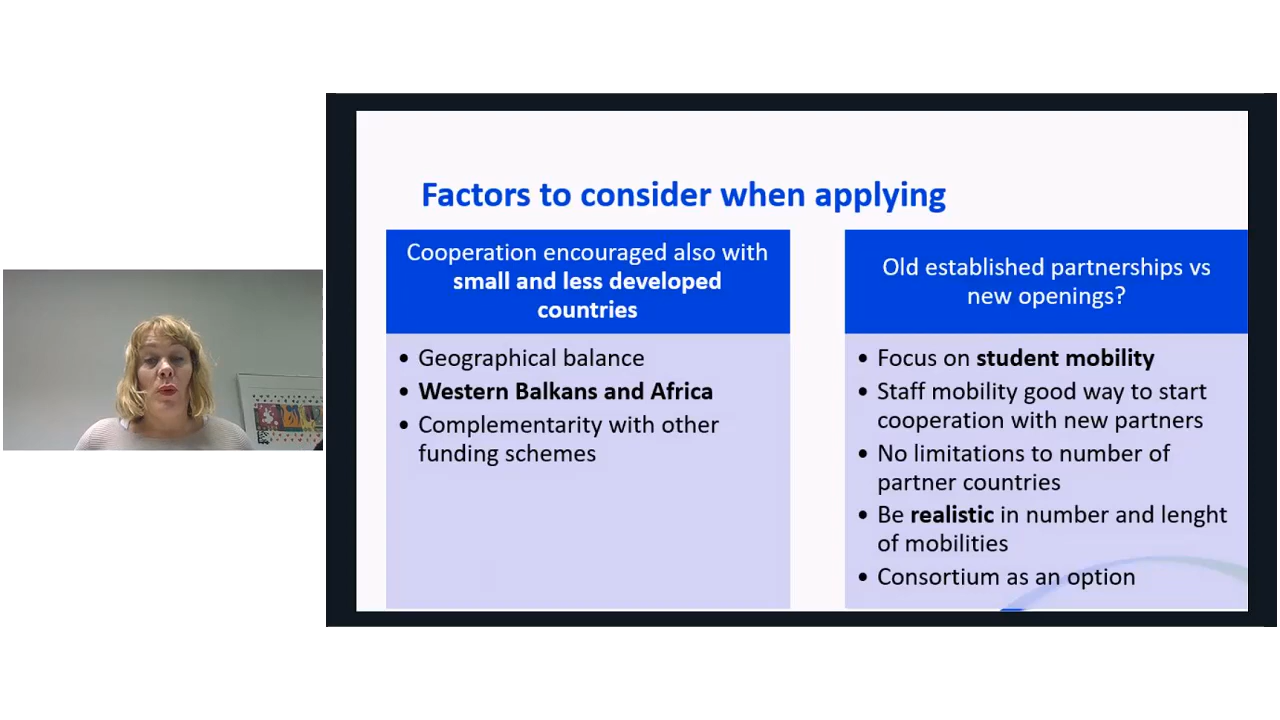 Factors to consider when applying
Cooperation encouraged also with
small and less developed
countries
• Geographical balance
• Western Balkans and Africa
• Complementarity with other
funding schemes
Old established partnerships vs
new openings?
• Focus on student mobility
• Staff mobility good way to start
cooperation with new partners
• No limitations to number of
partner countries
• Be realistic in number and lenght
of mobilities
• Consortium as an option